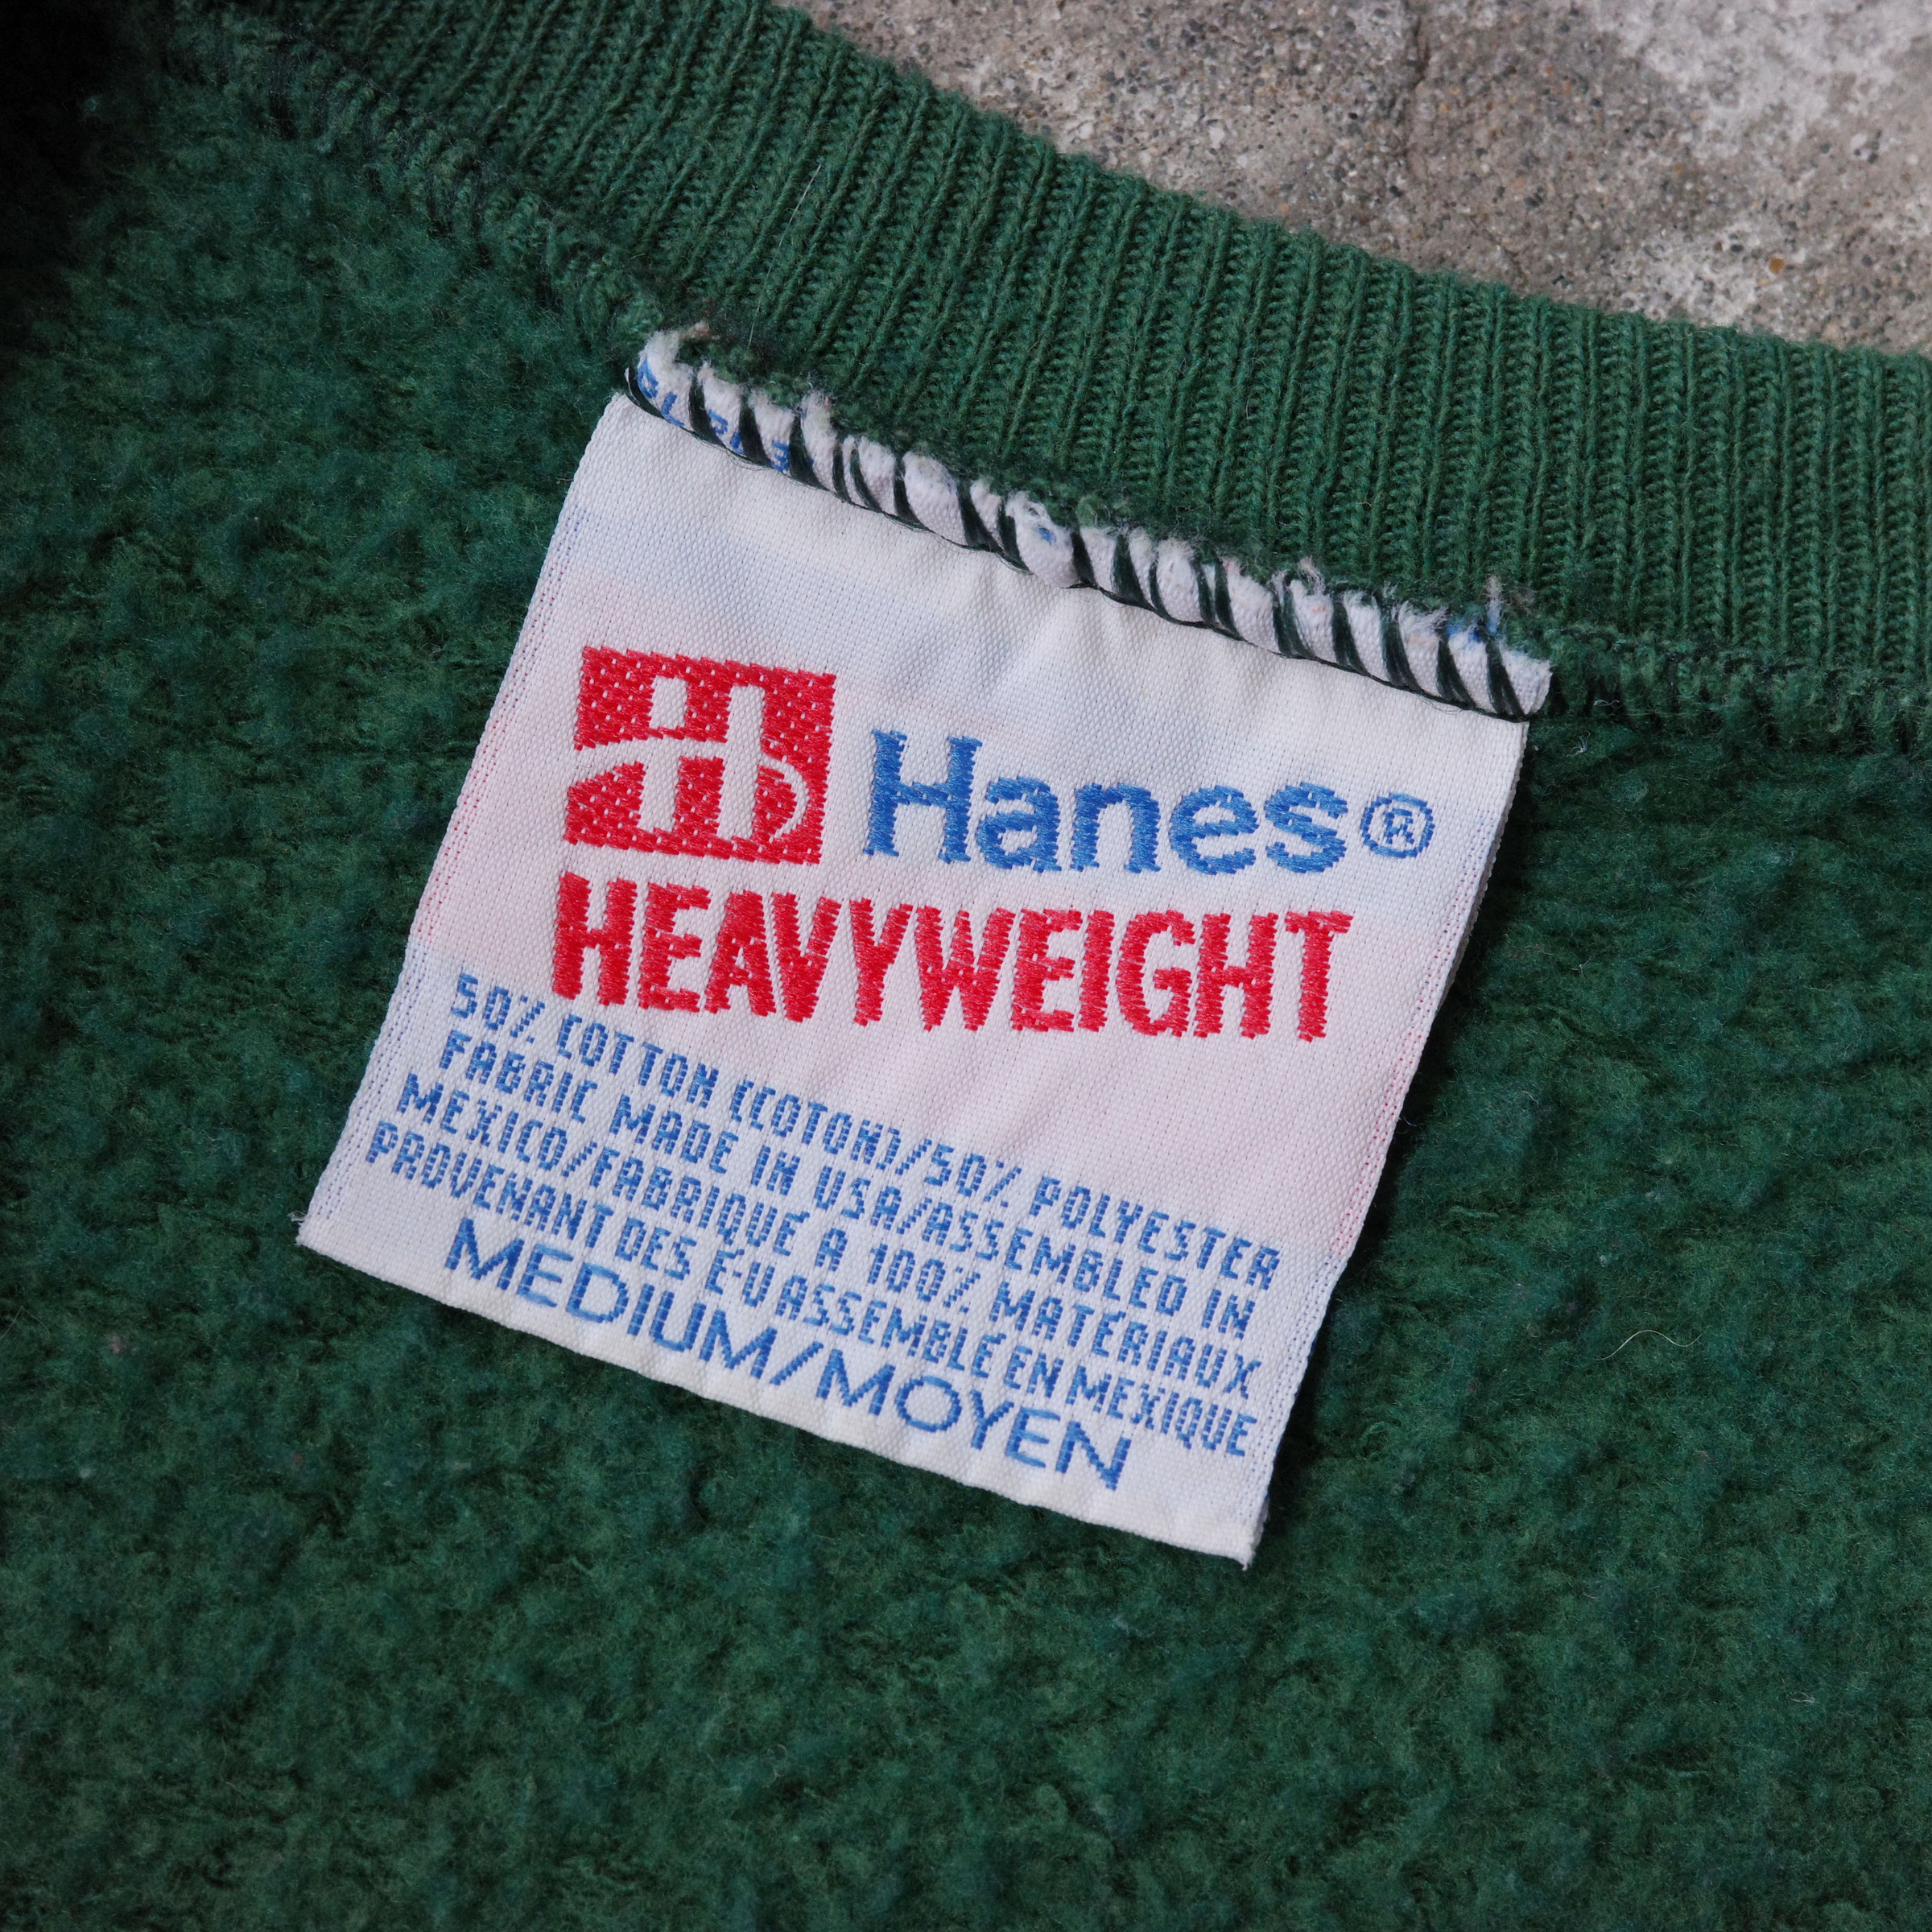 Hanes®
HEAVYWEIGHT
50% COTTON (COTON)/50% POLYESTER
FABRIC MADE IN USA/ASSEMBLED IN
MEXICO/FABRIQUÉ A 100% MATERIAUX
PROVENANT DES É-U ASSEMBLÉ EN MEXIQUE
MEDIUM/MOYEN